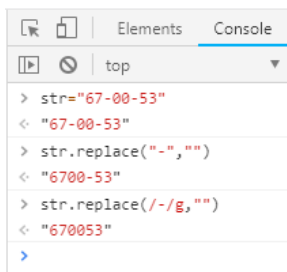 Elements Console
top
> str="67-00-53"
<· "67-00-53"
> str.replace("-","")
<· "6700-53"
> str.replace(/-/g,"")
<· "670053"
>